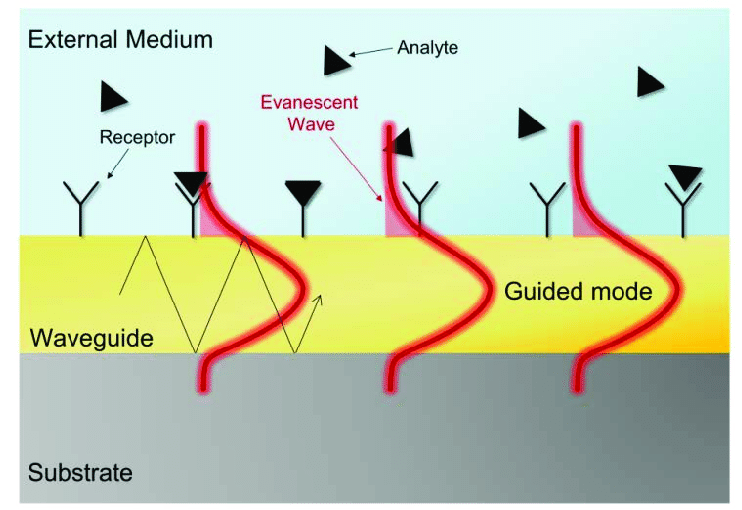 External Medium
Analyte
Evanescent
Wave
Receptor
Guided mode
Waveguide
Substrate